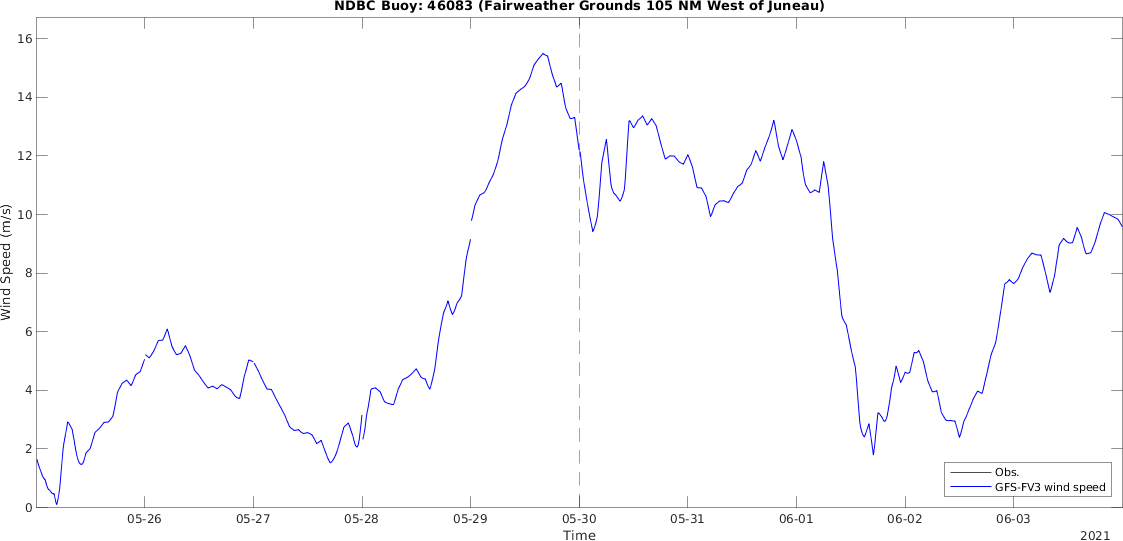 NDBC Buoy: 46083 (Fairweather Grounds 105 NM West of Juneau)
16
14
12
10
8
6
4
2
0
Wind Speed (m/s)
Obs.
GFS-FV3 wind speed
05-26 05-27 05-28 05-29 05-30 05-31 06-01 06-02 06-03
Time
2021